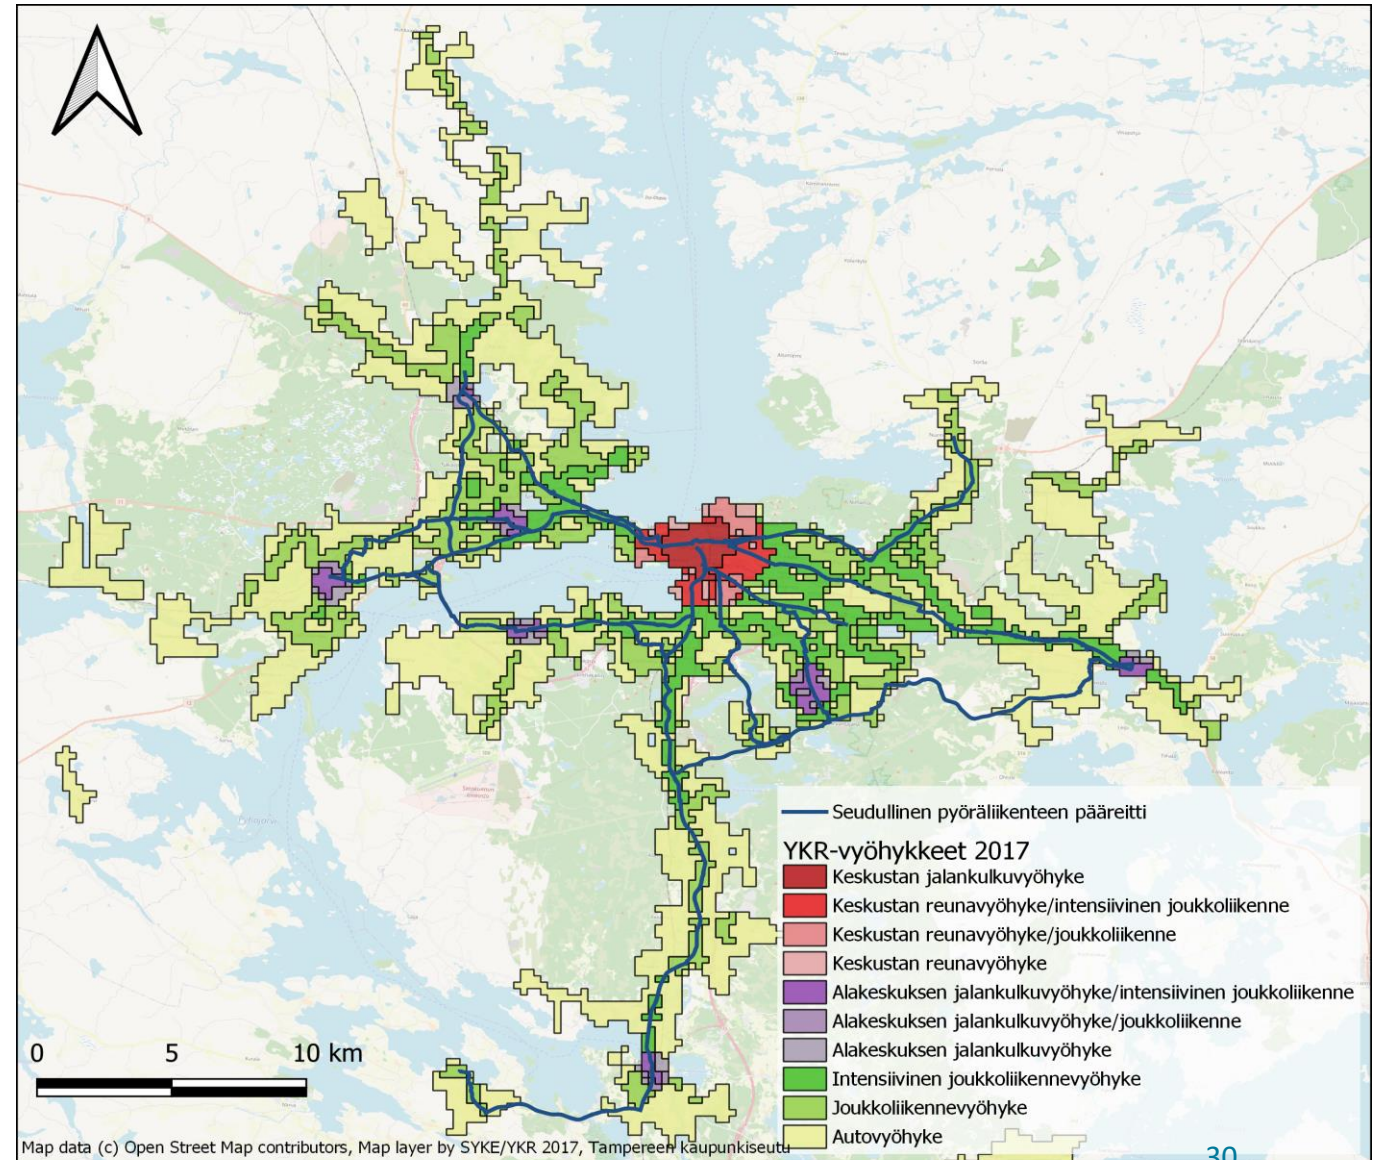 Seudullinen pyöräliikenteen pääreitti
YKR-vyöhykkeet 2017
Keskustan jalankulkuvyöhyke
Keskustan reunavyöhyke/intensiivinen joukkoliikenne
Keskustan reunavyöhyke/joukkoliikenne
Keskustan reunavyöhyke
Alakeskuksen jalankulkuvyöhyke/intensiivinen joukkoliikenne
Alakeskuksen jalankulkuvyöhyke/joukkoliikenne
Alakeskuksen jalankulkuvyöhyke
Intensiivinen joukkoliikennevyöhyke
Joukkoliikennevyöhyke
Autovyöhyke
0 5 10 km
Map data (c) Open Street Map contributors, Map layer by SYKE/YKR 2017, Tampereen kaupunkiseutu
30